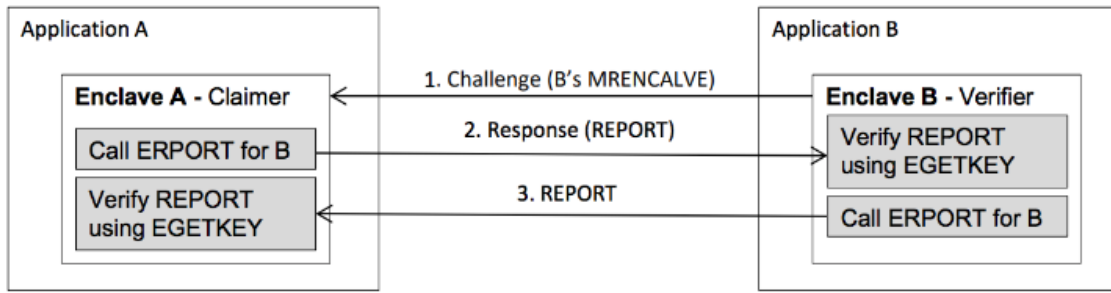 Application A
Enclave A - Claimer
Call ERPORT for B
Verify REPORT
using EGETKEY
1. Challenge (B's MRENCALVE)
2. Response (REPORT)
3. REPORT
Application B
Enclave B - Verifier
Verify REPORT
using EGETKEY
Call ERPORT for B